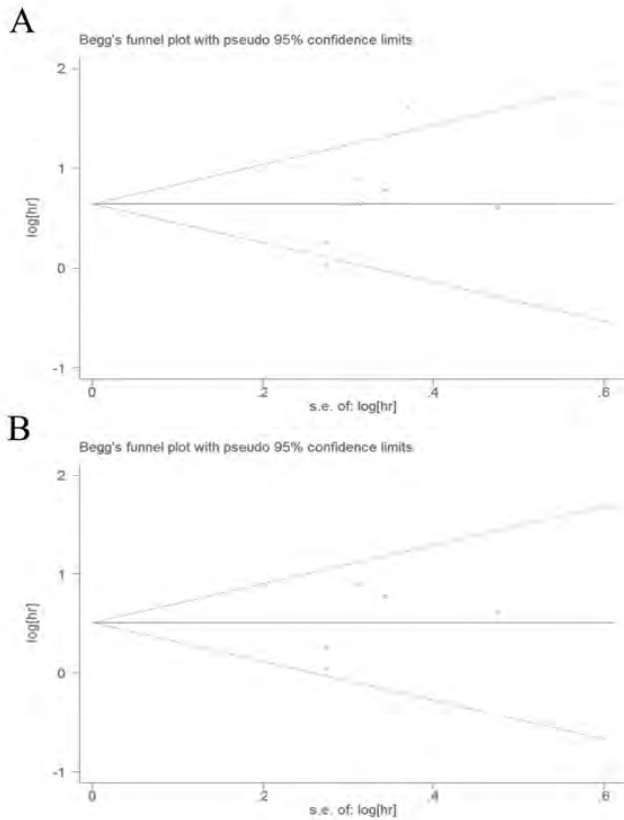 A
Begg's funnel plot with pseudo 95% confidence limits
2
1
0
-1
log[hr]
0 .2 .4 .6
s.e. of: log[hr]
B
Begg's funnel plot with pseudo 95% confidence limits
2
1
0
-1
log[hr]
0 .2 .4 .6
s.e. of: log[hr]